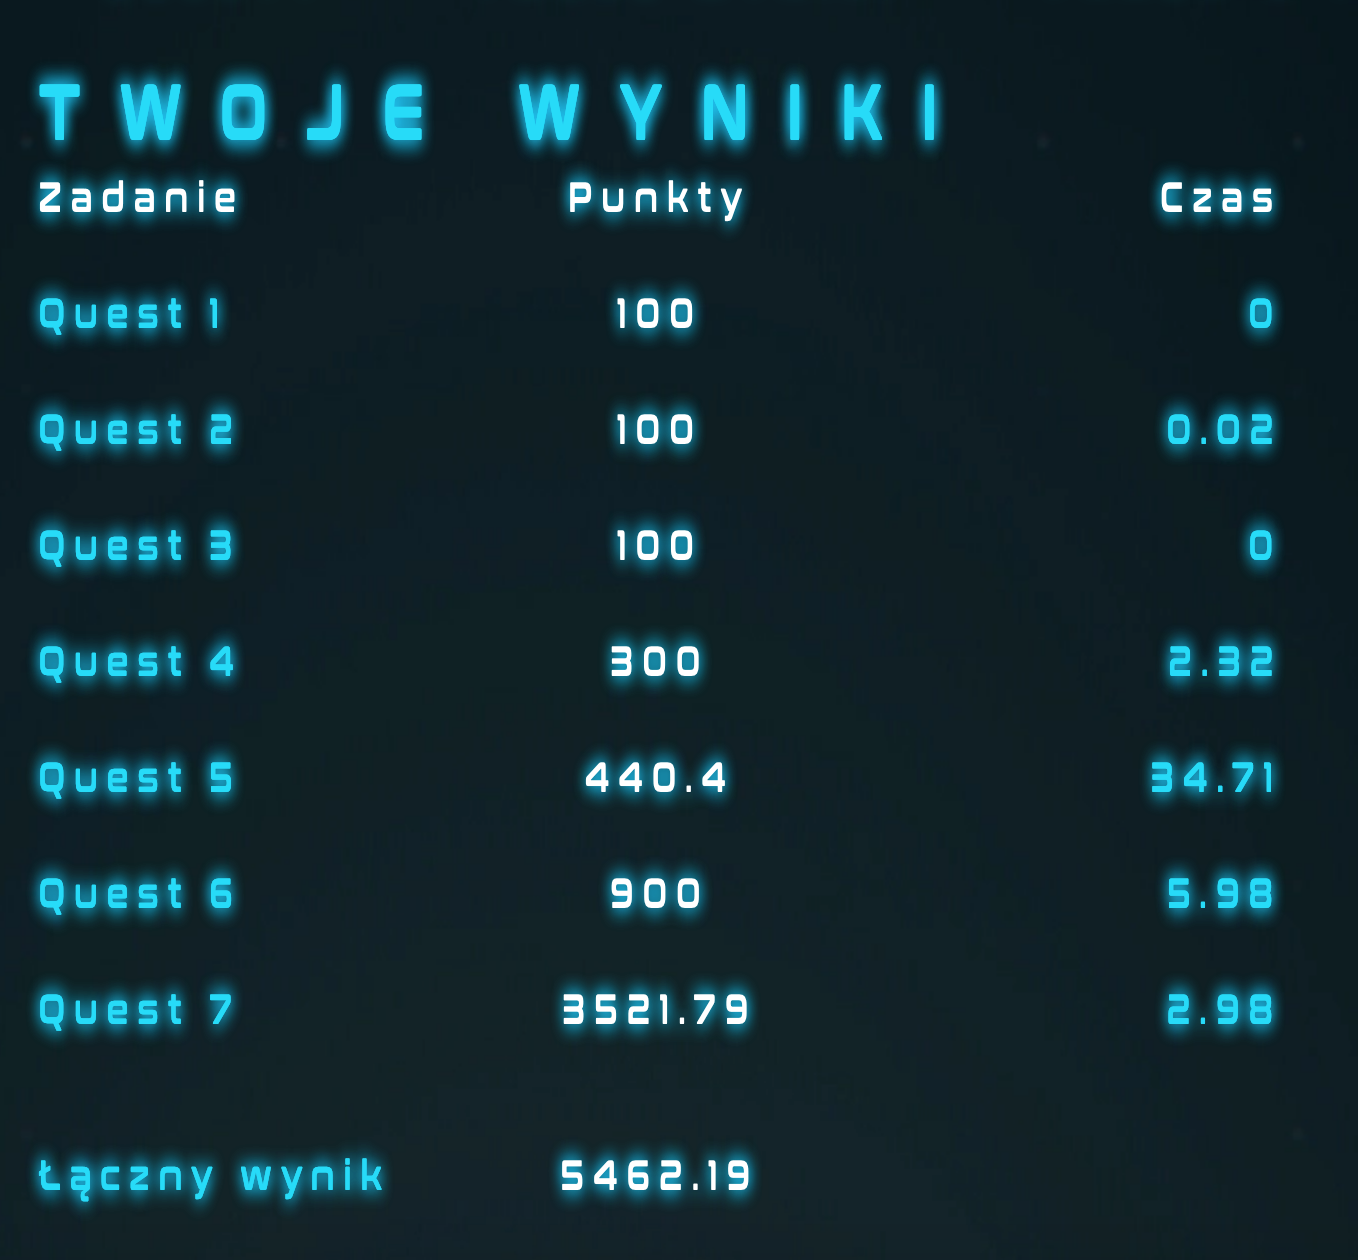 TWOJE WYNIKI
Zadanie Punkty Czas
Quest 1 100 0
Quest 2 100 0.02
Quest 3 100 0
Quest 4 300 2.32
Quest 5 440.4 34.71
Quest 6 900 5.98
Quest 7 3521.79 2.98
Łączny wynik 5462.19